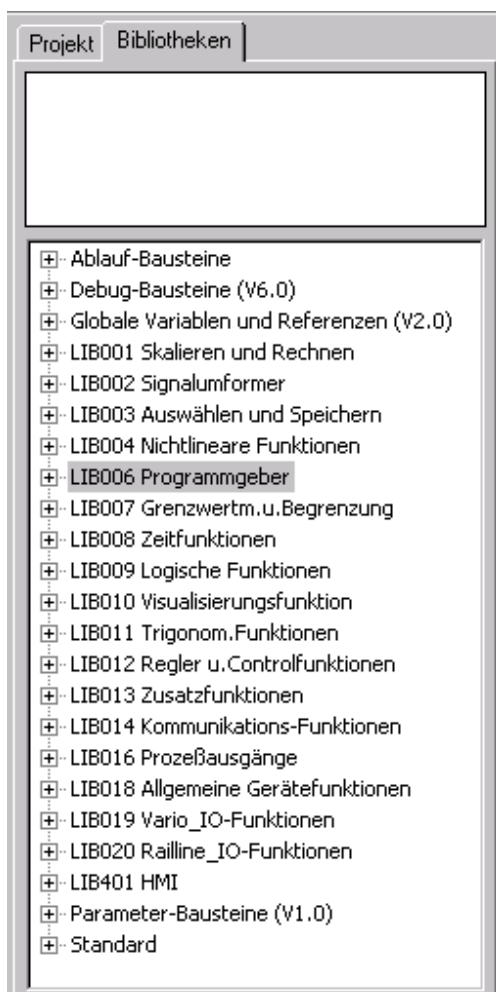 Projekt Bibliotheken
Ablauf-Bausteine
Debug-Bausteine (V6.0)
Globale Variablen und Referenzen (V2.0)
LIB001 Skalieren und Rechnen
LIB002 Signalumformer
LIB003 Auswählen und Speichern
LIB004 Nichtlineare Funktionen
LIB006 Programmgeber
LIB007 Grenzwertm.u.Begrenzung
LIB008 Zeitfunktionen
LIB009 Logische Funktionen
LIB010 Visualisierungsfunktion
LIB011 Trigonom.Funktionen
LIB012 Regler u.Controlfunktionen
LIB013 Zusatzfunktionen
LIB014 Kommunikations-Funktionen
LIB016 Prozeßausgänge
LIB018 Allgemeine Gerätefunktionen
LIB019 Vario_IO-Funktionen
LIB020 Railline_IO-Funktionen
LIB401 HMI
Parameter-Bausteine (V1.0)
Standard